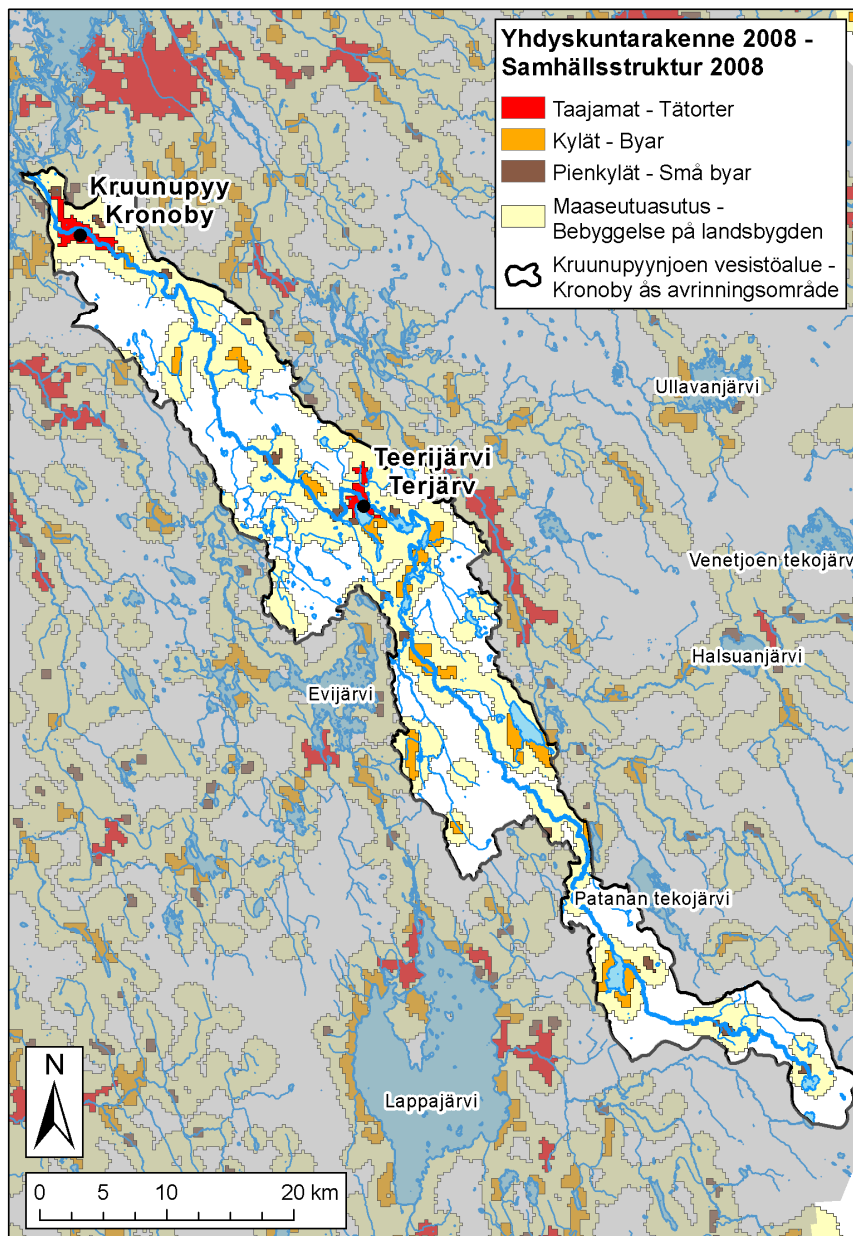 Yhdyskuntarakenne 2008 -
Samhällsstruktur 2008
Taajamat - Tätorter
Kylät - Byar
Pienkylät - Små byar
Maaseutuasutus -
Bebyggelse på landsbygden
Kruunupyynjoen vesistöalue -
Kronoby ås avrinningsområde
Kruunupyy
Kronoby
Ullavanjärvi
Teerijärvi
Terjärv
Venetjoen tekojärv
Halsuanjärvi
Evijärvi
Patanan tekojärvi
Lappajärvi
N
0 5 10 20 km